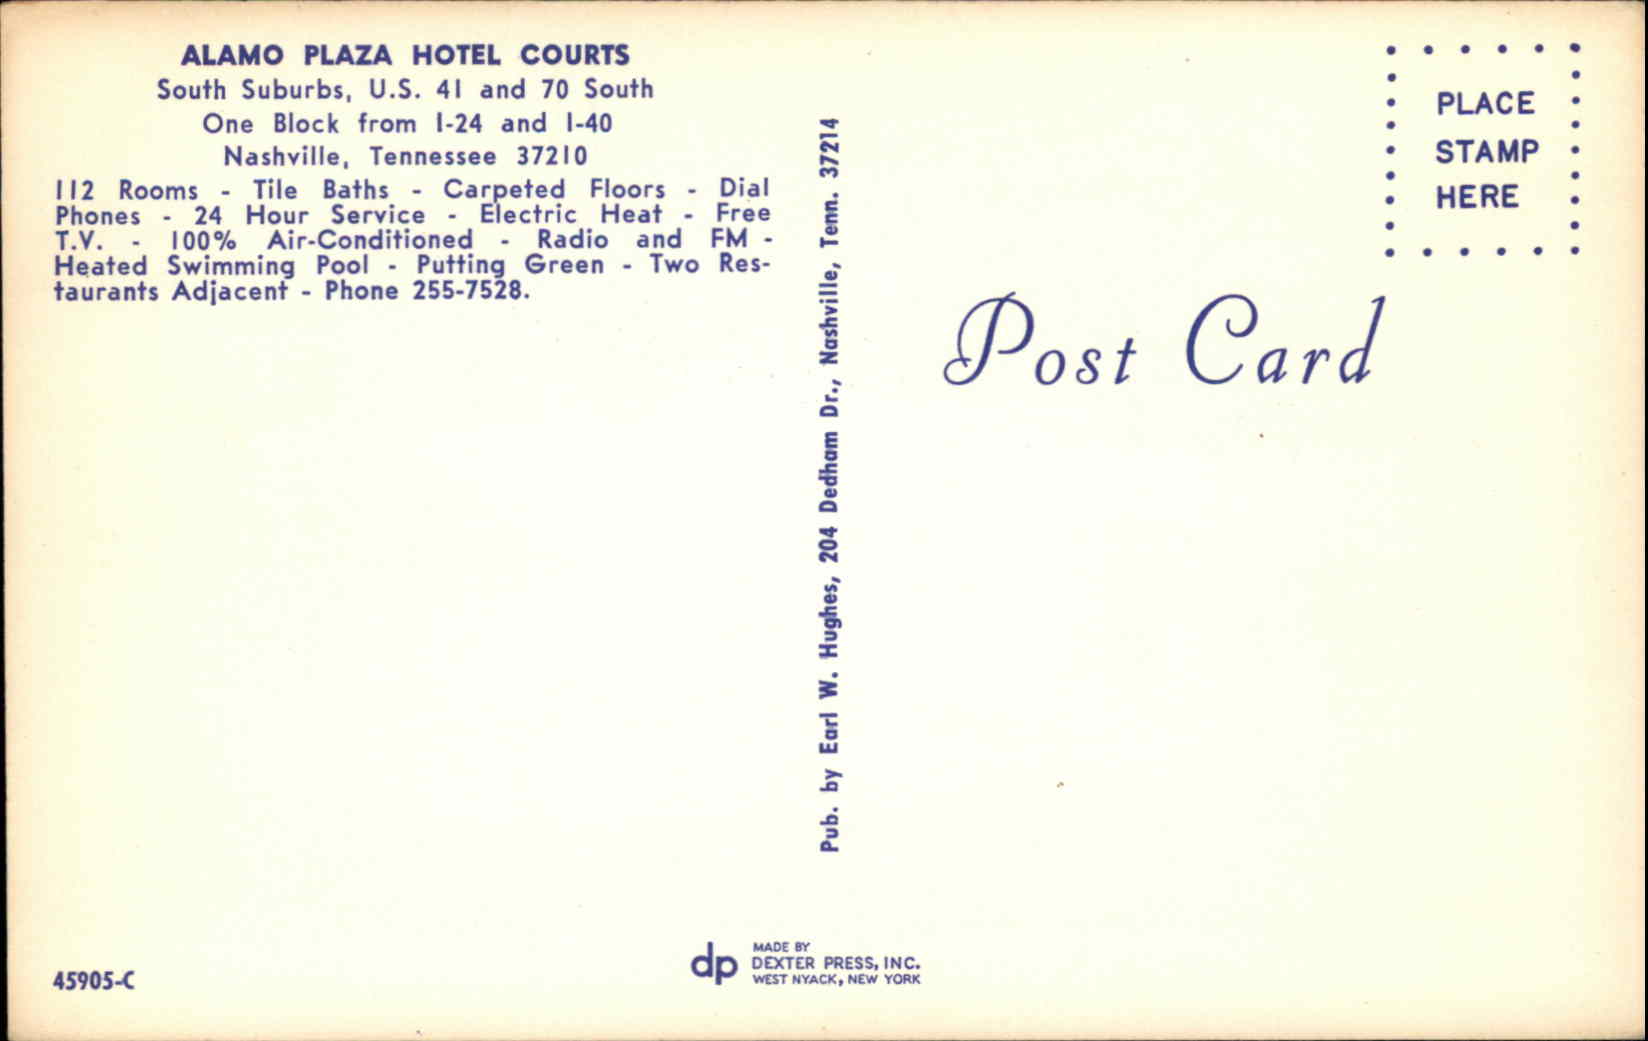 ALAMO PLAZA HOTEL COURTS
South Suburbs, U.S. 41 and 70 South
One Block from I-24 and I-40
Nashville, Tennessee 37210
112 Rooms - Tile Baths - Carpeted Floors - Dial
Phones - 24 Hour Service - Electric Heat - Free
T.V. - 100% Air-Conditioned - Radio and FM -
Heated Swimming Pool - Putting Green - Two Res-
taurants Adjacent - Phone 255-7528.
45905-C
Pub. by Earl W. Hughes, 204 Dedham Dr., Nashville, Tenn. 37214
dp
MADE BY
DEXTER PRESS, INC.
WEST NYACK, NEW YORK
PLACE
STAMP
HERE
Post Card